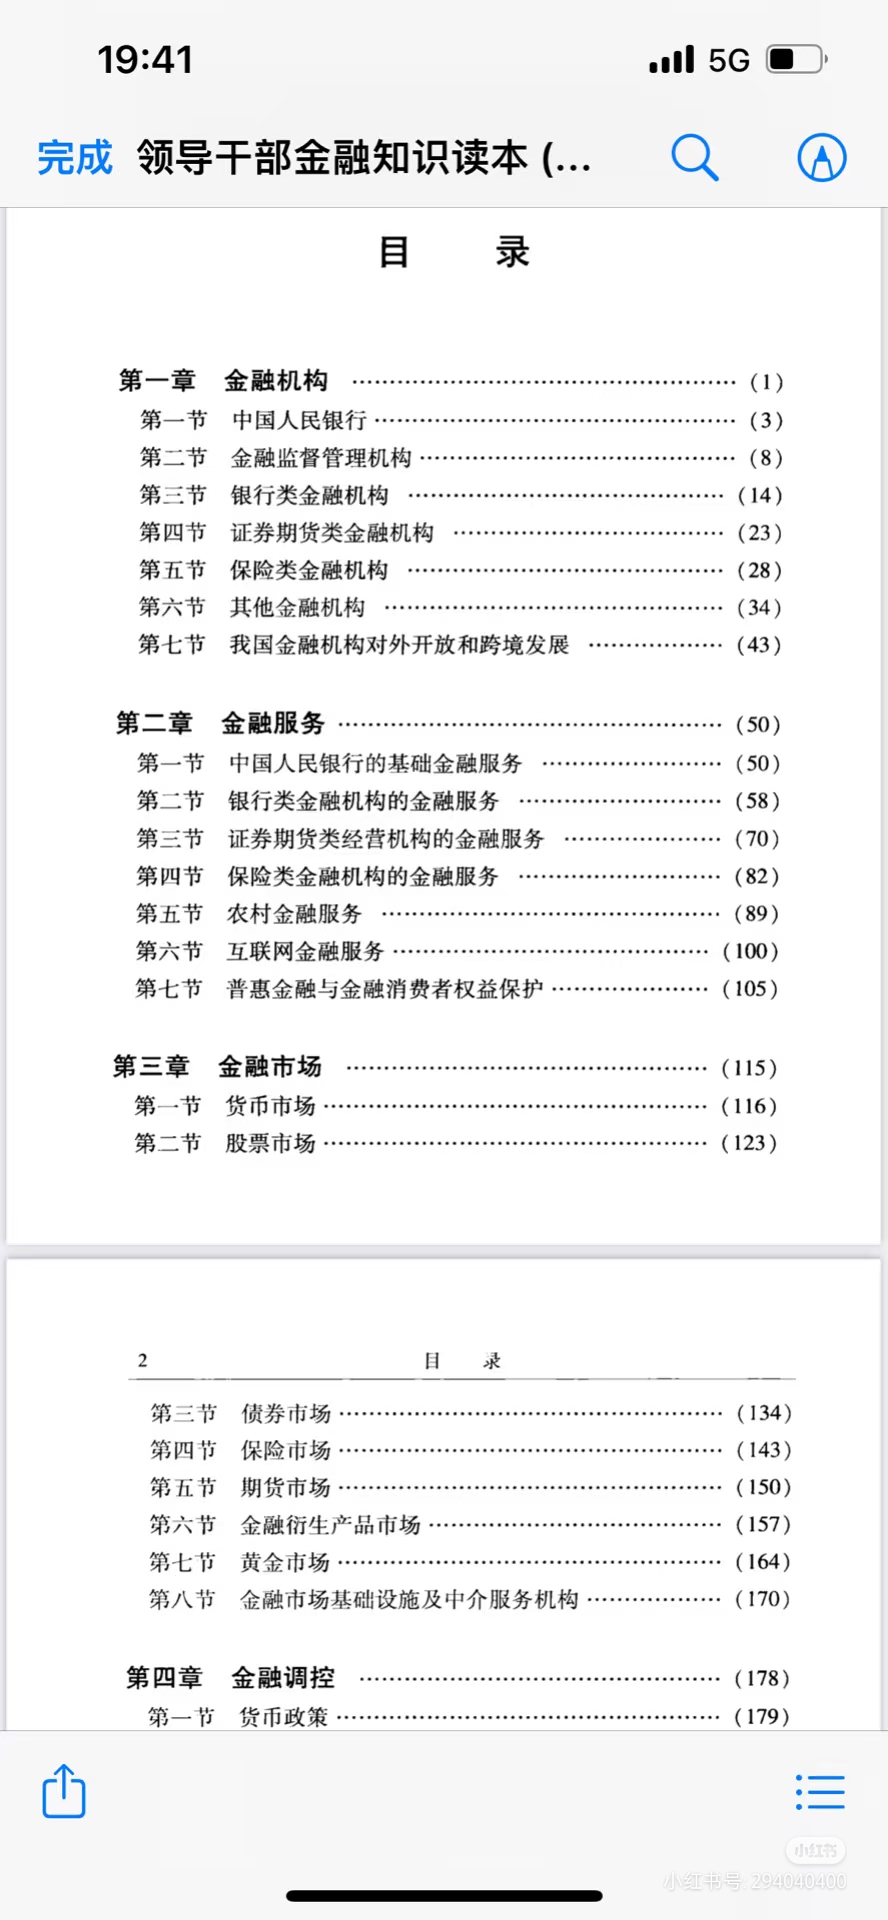 19:41
5G
完成 领导干部金融知识读本 (...
目 录
第一章 金融机构 ………………………………………… (1)
第一节 中国人民银行 ………………………………………… (3)
第二节 金融监督管理机构 ………………………………………… (8)
第三节 银行类金融机构 ………………………………………… (14)
第四节 证券期货类金融机构 ………………………………… (23)
第五节 保险类金融机构 ………………………………………… (28)
第六节 其他金融机构 ………………………………………… (34)
第七节 我国金融机构对外开放和跨境发展 ……………… (43)
第二章 金融服务 ………………………………………… (50)
第一节 中国人民银行的基础金融服务 …………………… (50)
第二节 银行类金融机构的金融服务 ……………………… (58)
第三节 证券期货类经营机构的金融服务 ………………… (70)
第四节 保险类金融机构的金融服务 ……………………… (82)
第五节 农村金融服务 ………………………………………… (89)
第六节 互联网金融服务 ……………………………………… (100)
第七节 普惠金融与金融消费者权益保护 ………………… (105)
第三章 金融市场 ………………………………………… (115)
第一节 货币市场 ………………………………………… (116)
第二节 股票市场 ………………………………………… (123)
2 目 录
第三节 债券市场 ………………………………………… (134)
第四节 保险市场 ………………………………………… (143)
第五节 期货市场 ………………………………………… (150)
第六节 金融衍生产品市场 ………………………………… (157)
第七节 黄金市场 ………………………………………… (164)
第八节 金融市场基础设施及中介服务机构 ……………… (170)
第四章 金融调控 ………………………………………… (178)
第一节 货币政策 ………………………………………… (179)
小红书
小红书号: 294040400